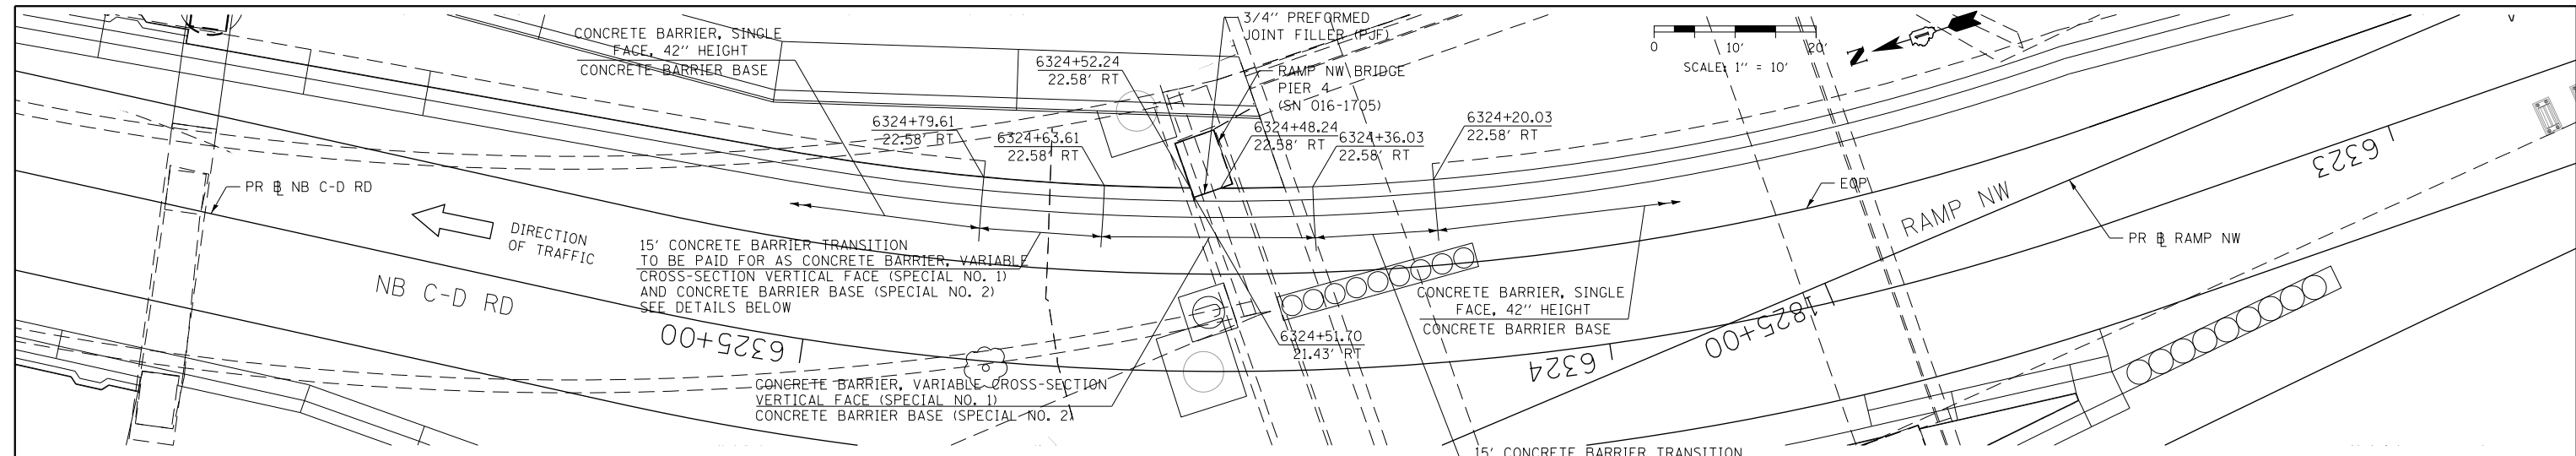 CONCRETE BARRIER, SINGLE
FACE, 42'' HEIGHT
CONCRETE BARRIER BASE
3/4'' PREFORMED
JOINT FILLER (PJF)
6324+52.24
22.58' RT
RAMP NW BRIDGE
PIER 4
(SN 016-1705)
0 10' 20'
SCALE: 1'' = 10'
N
6324+79.61
22.58' RT
6324+63.61
22.58' RT
6324+48.24
22.58' RT
6324+36.03
22.58' RT
6324+20.03
22.58' RT
6323
PR ℄ NB C-D RD
EOP
RAMP NW
PR ℄ RAMP NW
DIRECTION
OF TRAFFIC
NB C-D RD
15' CONCRETE BARRIER TRANSITION
TO BE PAID FOR AS CONCRETE BARRIER, VARIABLE
CROSS-SECTION VERTICAL FACE (SPECIAL NO. 1)
AND CONCRETE BARRIER BASE (SPECIAL NO. 2)
SEE DETAILS BELOW
6325+00
CONCRETE BARRIER, SINGLE
FACE, 42'' HEIGHT
CONCRETE BARRIER BASE
1825+00
6324+51.70
21.43' RT
6324
CONCRETE BARRIER, VARIABLE CROSS-SECTION
VERTICAL FACE (SPECIAL NO. 1)
CONCRETE BARRIER BASE (SPECIAL NO. 2)
15' CONCRETE BARRIER TRANSITION